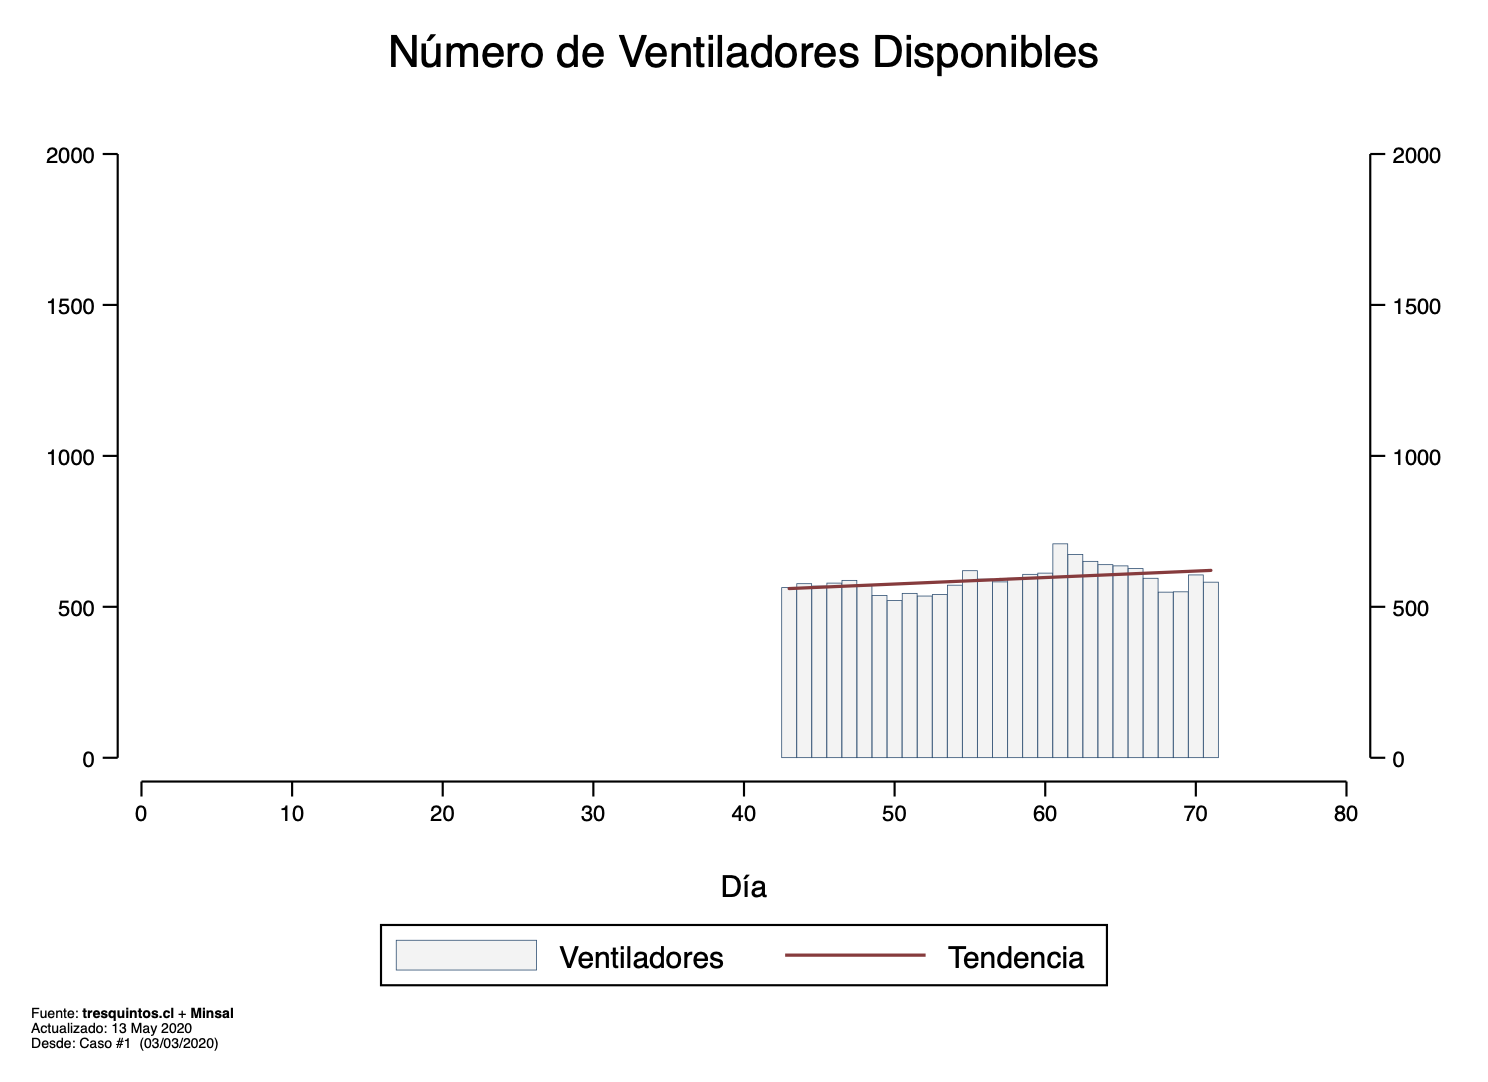 Número de Ventiladores Disponibles
2000 2000
1500 1500
1000 1000
500 500
0 0
0 10 20 30 40 50 60 70 80
Día
Ventiladores Tendencia
Fuente: tresquintos.cl + Minsal
Actualizado: 13 May 2020
Desde: Caso #1 (03/03/2020)